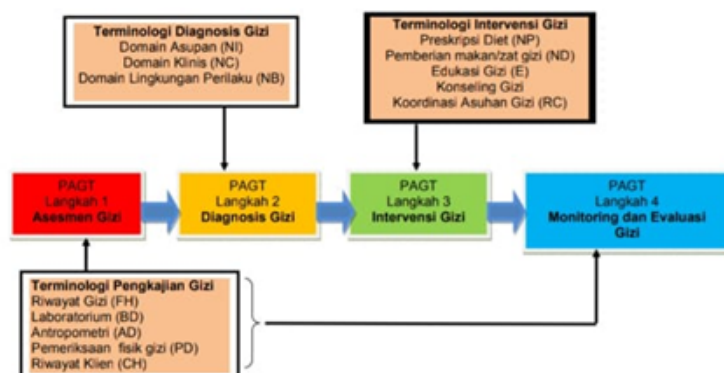 Terminologi Diagnosis Gizi
Domain Asupan (NI)
Domain Klinis (NC)
Domain Lingkungan Perilaku (NB)
Terminologi Intervensi Gizi
Preskripsi Diet (NP)
Pemberian makan/zat gizi (ND)
Edukasi Gizi (E)
Konseling Gizi
Koordinasi Asuhan Gizi (RC)
PAGT
Langkah 1
Asesmen Gizi
PAGT
Langkah 2
Diagnosis Gizi
PAGT
Langkah 3
Intervensi Gizi
PAGT
Langkah 4
Monitoring dan Evaluasi
Gizi
Terminologi Pengkajian Gizi
Riwayat Gizi (FH)
Laboratorium (BD)
Antropometri (AD)
Pemeriksaan fisik gizi (PD)
Riwayat Klien (CH)